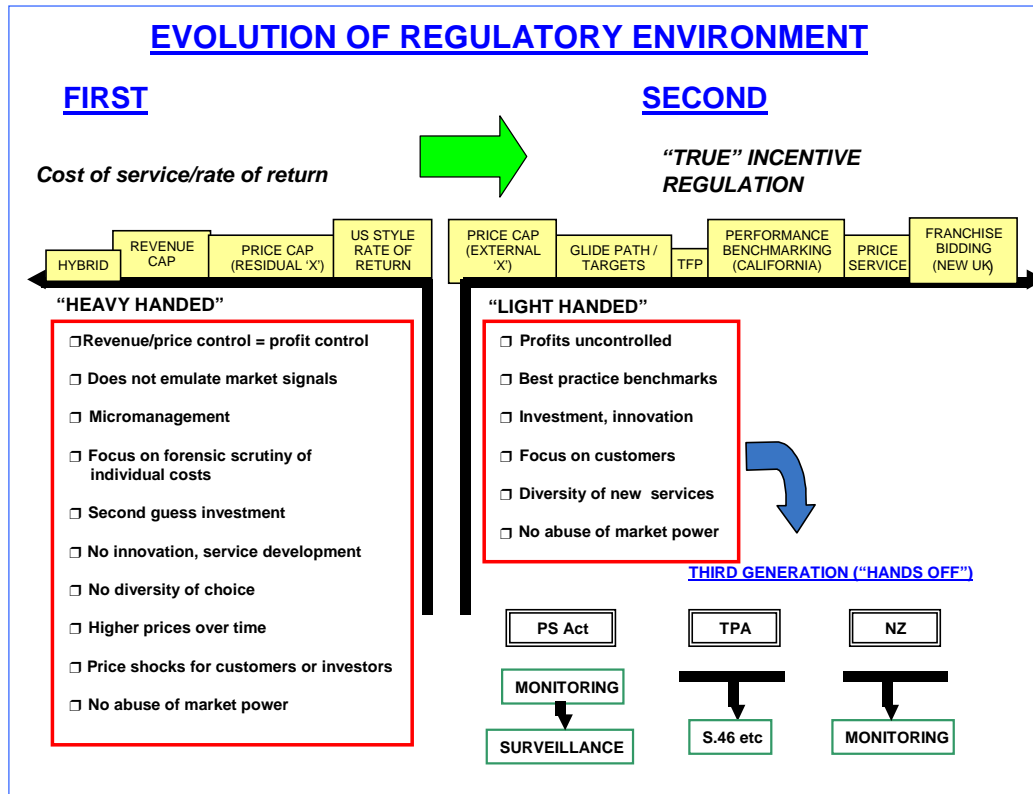 EVOLUTION OF REGULATORY ENVIRONMENT
FIRST
SECOND
Cost of service/rate of return
“TRUE” INCENTIVE
REGULATION
HYBRID
REVENUE
CAP
PRICE CAP
(RESIDUAL ‘X’)
US STYLE
RATE OF
RETURN
PRICE CAP
(EXTERNAL
‘X’)
GLIDE PATH /
TARGETS
TFP
PERFORMANCE
BENCHMARKING
(CALIFORNIA)
PRICE
SERVICE
FRANCHISE
BIDDING
(NEW UK)
“HEAVY HANDED”
❐Revenue/price control = profit control
❐ Does not emulate market signals
❐ Micromanagement
❐ Focus on forensic scrutiny of
individual costs
❐ Second guess investment
❐ No innovation, service development
❐ No diversity of choice
❐ Higher prices over time
❐ Price shocks for customers or investors
❐ No abuse of market power
“LIGHT HANDED”
❐ Profits uncontrolled
❐ Best practice benchmarks
❐ Investment, innovation
❐ Focus on customers
❐ Diversity of new services
❐ No abuse of market power
THIRD GENERATION (“HANDS OFF”)
PS Act
MONITORING
SURVEILLANCE
TPA
S.46 etc
NZ
MONITORING